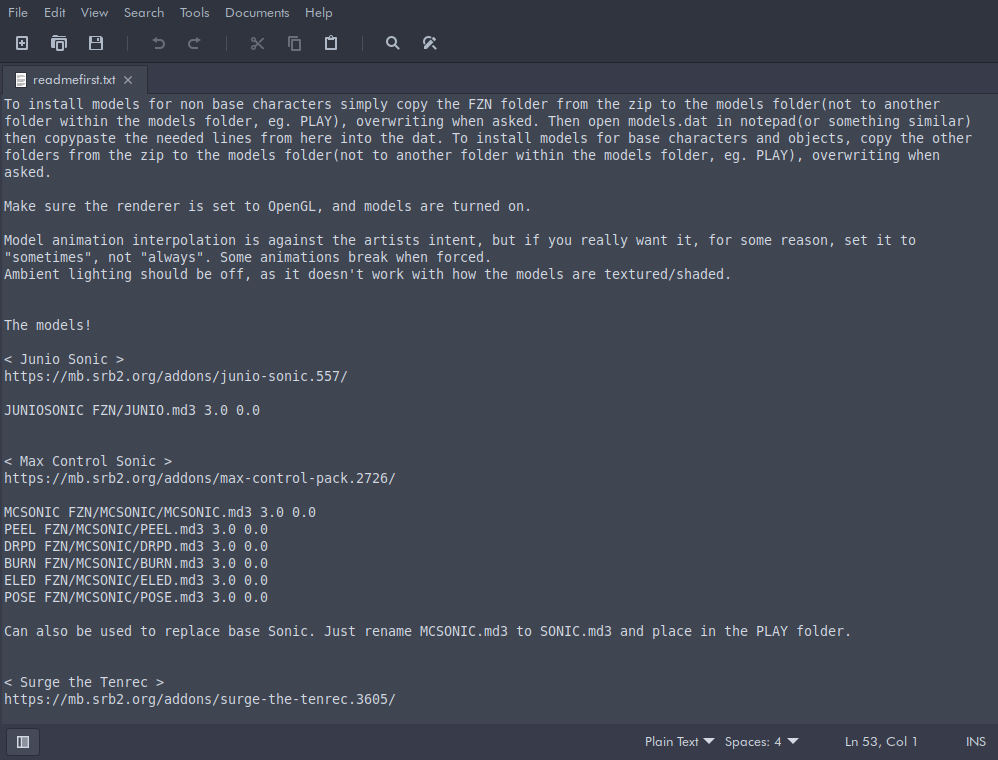 File Edit View Search Tools Documents Help
readmefirst.txt
To install models for non base characters simply copy the FZN folder from the zip to the models folder(not to another
folder within the models folder, eg. PLAY), overwriting when asked. Then open models.dat in notepad(or something similar)
then copypaste the needed lines from here into the dat. To install models for base characters and objects, copy the other
folders from the zip to the models folder(not to another folder within the models folder, eg. PLAY), overwriting when
asked.
Make sure the renderer is set to OpenGL, and models are turned on.
Model animation interpolation is against the artists intent, but if you really want it, for some reason, set it to
"sometimes", not "always". Some animations break when forced.
Ambient lighting should be off, as it doesn't work with how the models are textured/shaded.
The models!
< Junio Sonic >
https://mb.srb2.org/addons/junio-sonic.557/
JUNIOSONIC FZN/JUNIO.md3 3.0 0.0
< Max Control Sonic >
https://mb.srb2.org/addons/max-control-pack.2726/
MCSONIC FZN/MCSONIC/MCSONIC.md3 3.0 0.0
PEEL FZN/MCSONIC/PEEL.md3 3.0 0.0
DRPD FZN/MCSONIC/DRPD.md3 3.0 0.0
BURN FZN/MCSONIC/BURN.md3 3.0 0.0
ELED FZN/MCSONIC/ELED.md3 3.0 0.0
POSE FZN/MCSONIC/POSE.md3 3.0 0.0
Can also be used to replace base Sonic. Just rename MCSONIC.md3 to SONIC.md3 and place in the PLAY folder.
< Surge the Tenrec >
https://mb.srb2.org/addons/surge-the-tenrec.3605/
Plain Text Spaces: 4 Ln 53, Col 1 INS